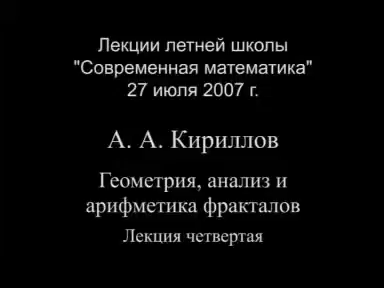 Лекции летней школы
"Современная математика"
27 июля 2007 г.
А. А. Кириллов
Геометрия, анализ и
арифметика фракталов
Лекция четвертая